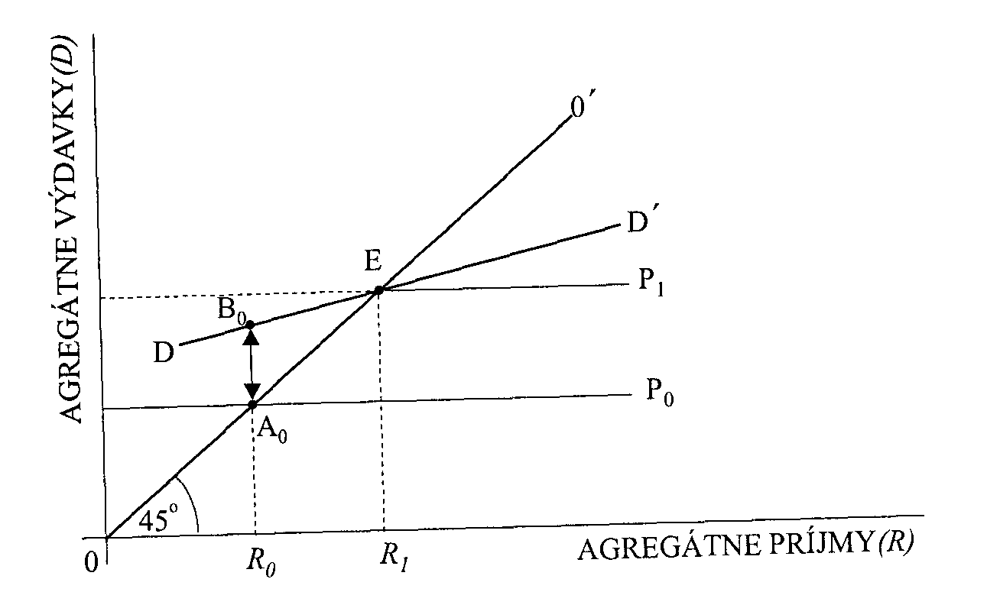 AGREGÁTNE VÝDAVKY(D)
0´
D´
E
P1
B0
D
P0
A0
45°
0
R0
R1
AGREGÁTNE PRÍJMY(R)